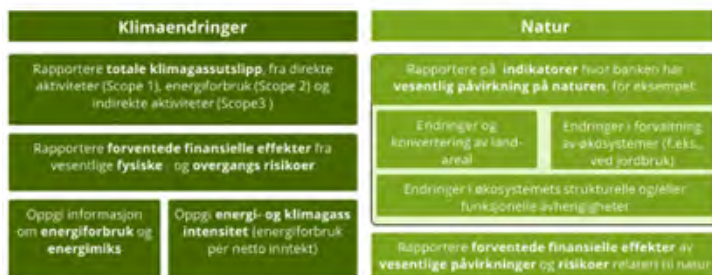 Klimaendringer
Rapportere totale klimagassutslipp, fra direkte
aktiviteter (Scope 1), energiforbruk (Scope 2) og
indirekte aktiviteter (Scope3 )
Rapportere forventede finansielle effekter fra
vesentlige fysiske og overgangs risikoer
Oppgi informasjon
om energiforbruk og
energimiks
Oppgi energi- og klimagass
intensitet (energiforbruk
per netto inntekt)
Natur
Rapportere på indikatorer hvor banken har
vesentlig påvirkning på naturen, for eksempel:
Endringer og
konvertering av land-
areal
Endringer i forvaltning
av økosystemer (f.eks.,
ved jordbruk)
Endringer i økosystemets strukturelle og/eller
funksjonelle avhengigheter
Rapportere forventede finansielle effekter av
vesentlige påvirkninger og risikoer relatert til natur